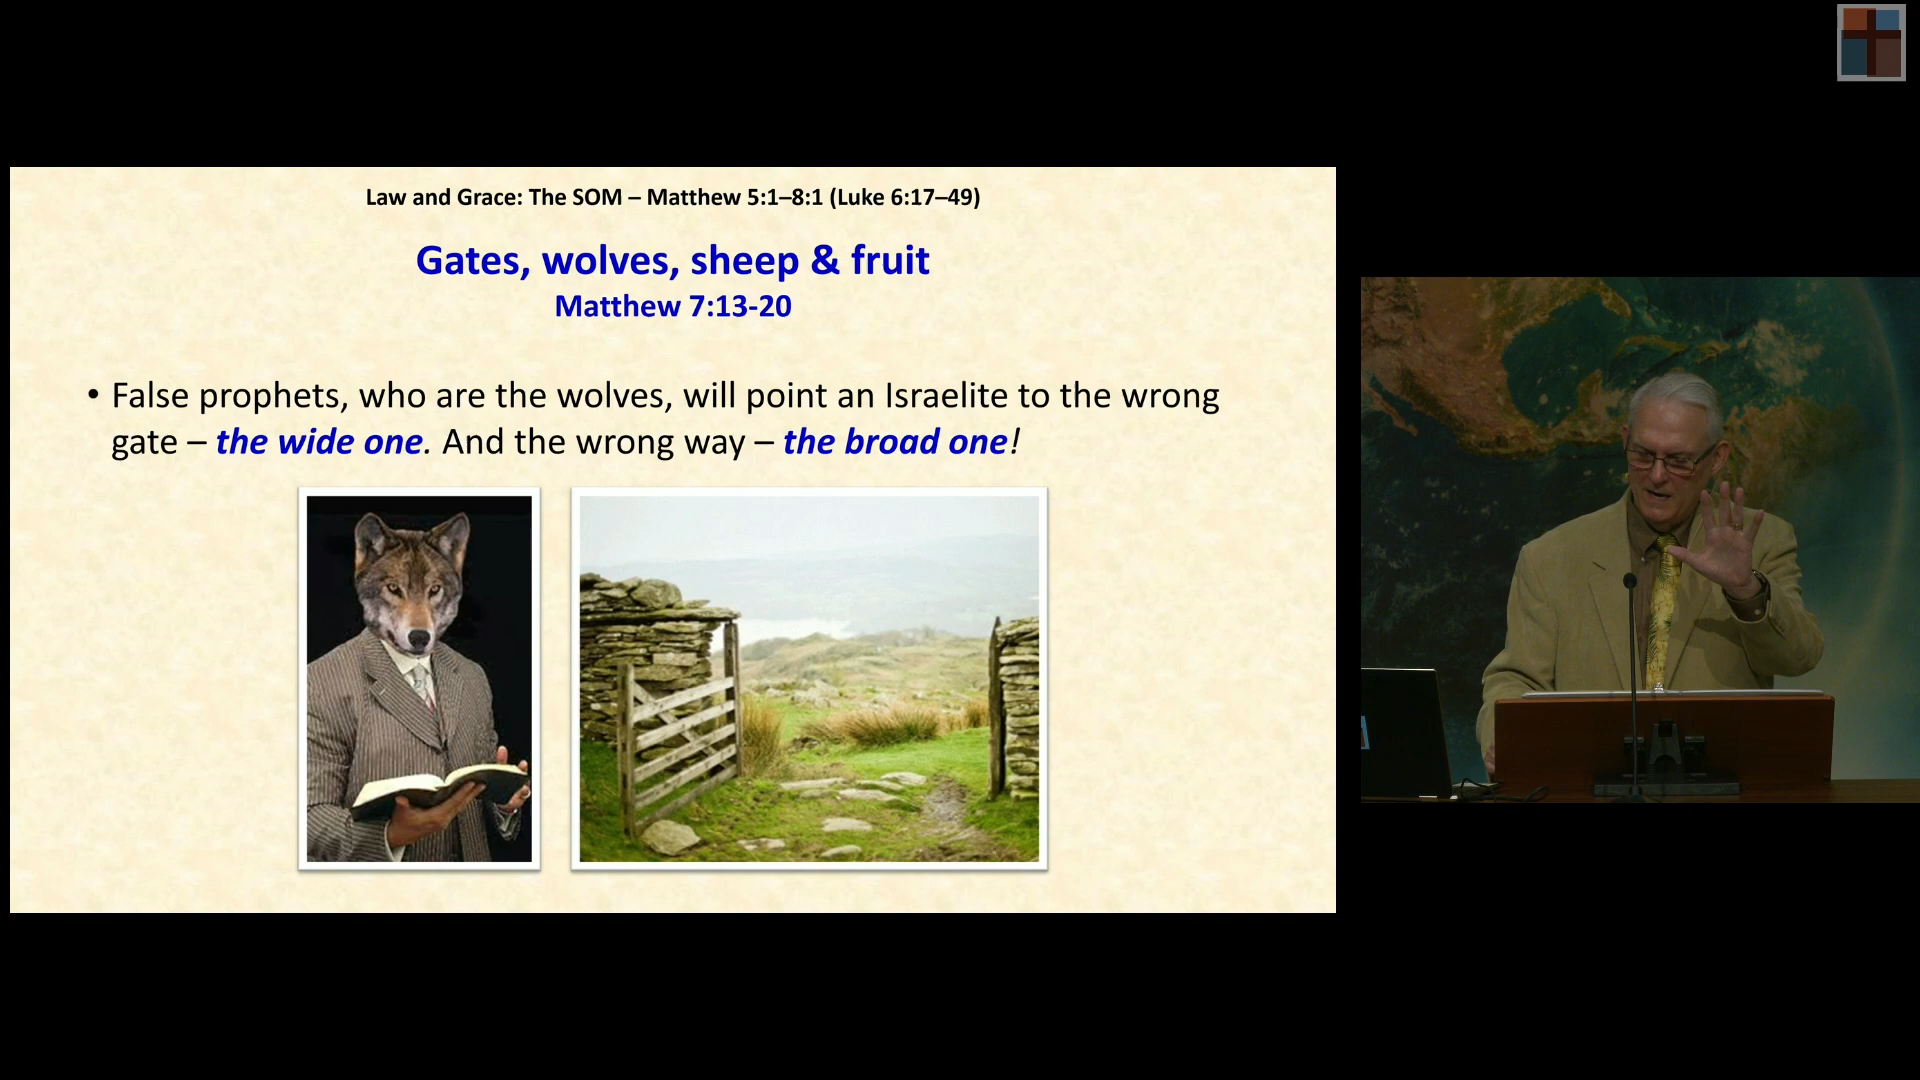 Law and Grace: The SOM – Matthew 5:1–8:1 (Luke 6:17–49)
Gates, wolves, sheep & fruit
Matthew 7:13-20
• False prophets, who are the wolves, will point an Israelite to the wrong
gate – the wide one. And the wrong way – the broad one!